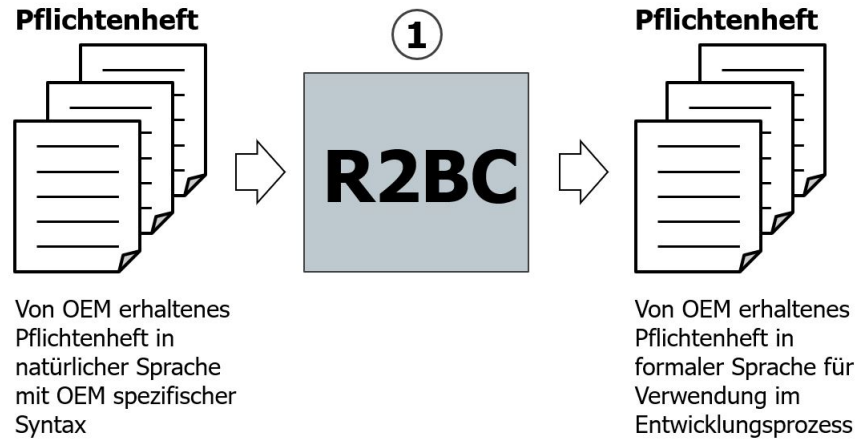 Pflichtenheft
Von OEM erhaltenes
Pflichtenheft in
natürlicher Sprache
mit OEM spezifischer
Syntax
1
R2BC
Pflichtenheft
Von OEM erhaltenes
Pflichtenheft in
formaler Sprache für
Verwendung im
Entwicklungsprozess